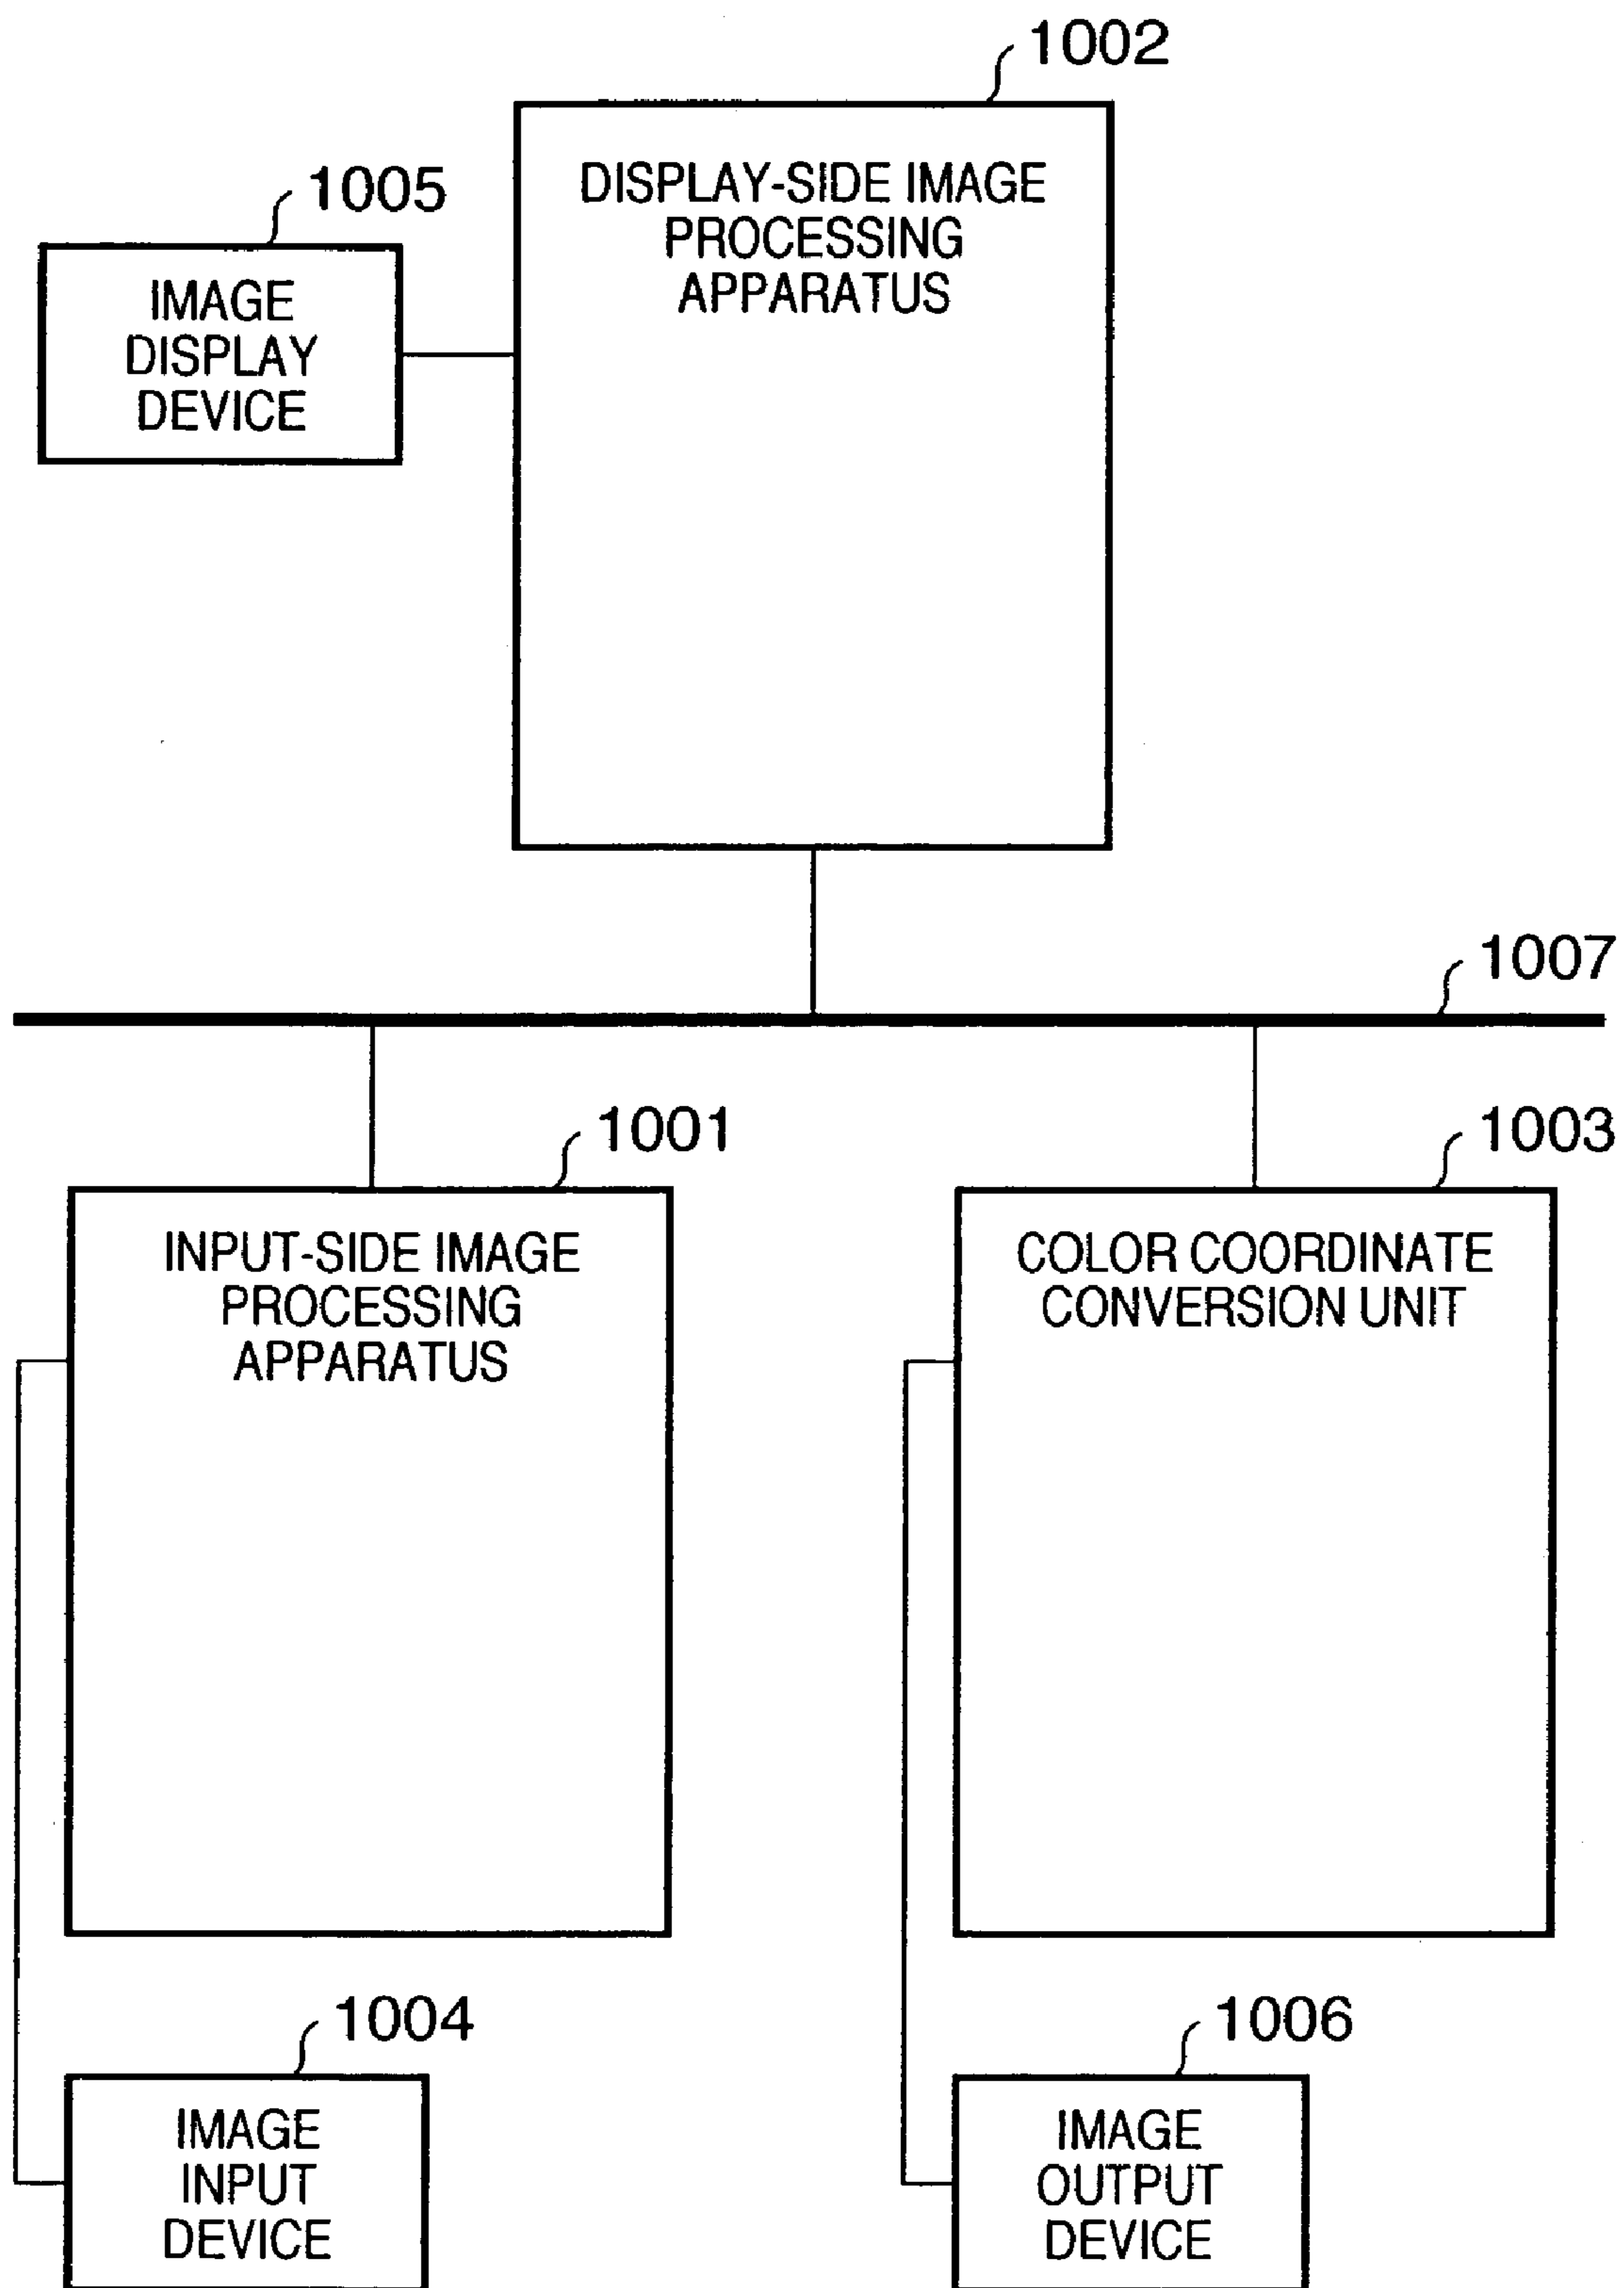 1002
DISPLAY-SIDE IMAGE
PROCESSING
APPARATUS
1005
IMAGE
DISPLAY
DEVICE
1007
1001
INPUT-SIDE IMAGE
PROCESSING
APPARATUS
1003
COLOR COORDINATE
CONVERSION UNIT
1004
IMAGE
INPUT
DEVICE
1006
IMAGE
OUTPUT
DEVICE